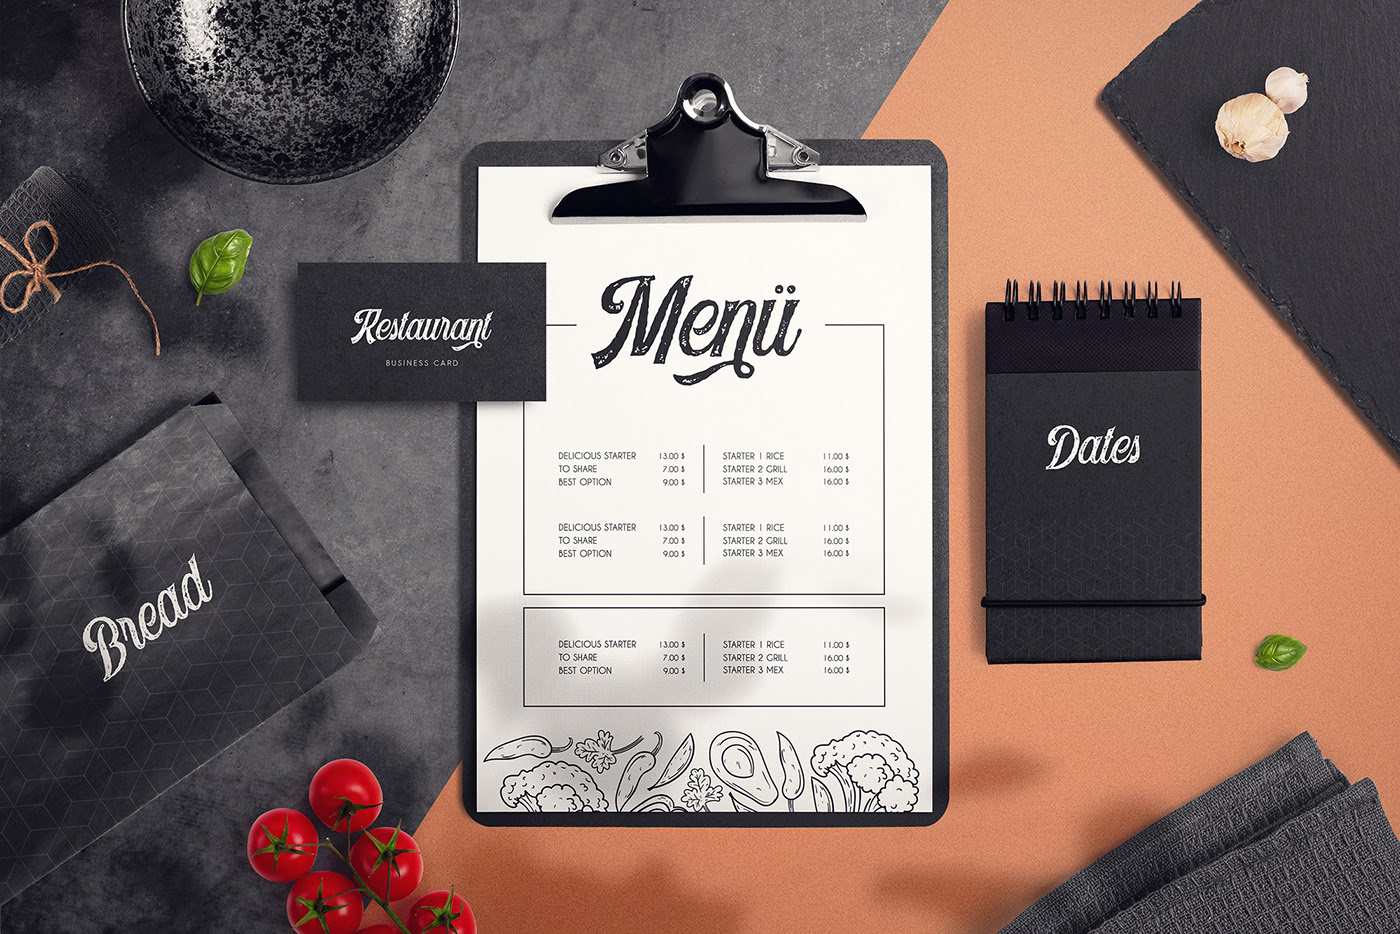 Menü
Restaurant
BUSINESS CARD
DELICIOUS STARTER 13.00 $
TO SHARE 7.00 $
BEST OPTION 9.00 $
STARTER 1 RICE 11.00 $
STARTER 2 GRILL 16.00 $
STARTER 3 MEX 16.00 $
DELICIOUS STARTER 13.00 $
TO SHARE 7.00 $
BEST OPTION 9.00 $
STARTER 1 RICE 11.00 $
STARTER 2 GRILL 16.00 $
STARTER 3 MEX 16.00 $
DELICIOUS STARTER 13.00 $
TO SHARE 7.00 $
BEST OPTION 9.00 $
STARTER 1 RICE 11.00 $
STARTER 2 GRILL 16.00 $
STARTER 3 MEX 16.00 $
Dates
Bread